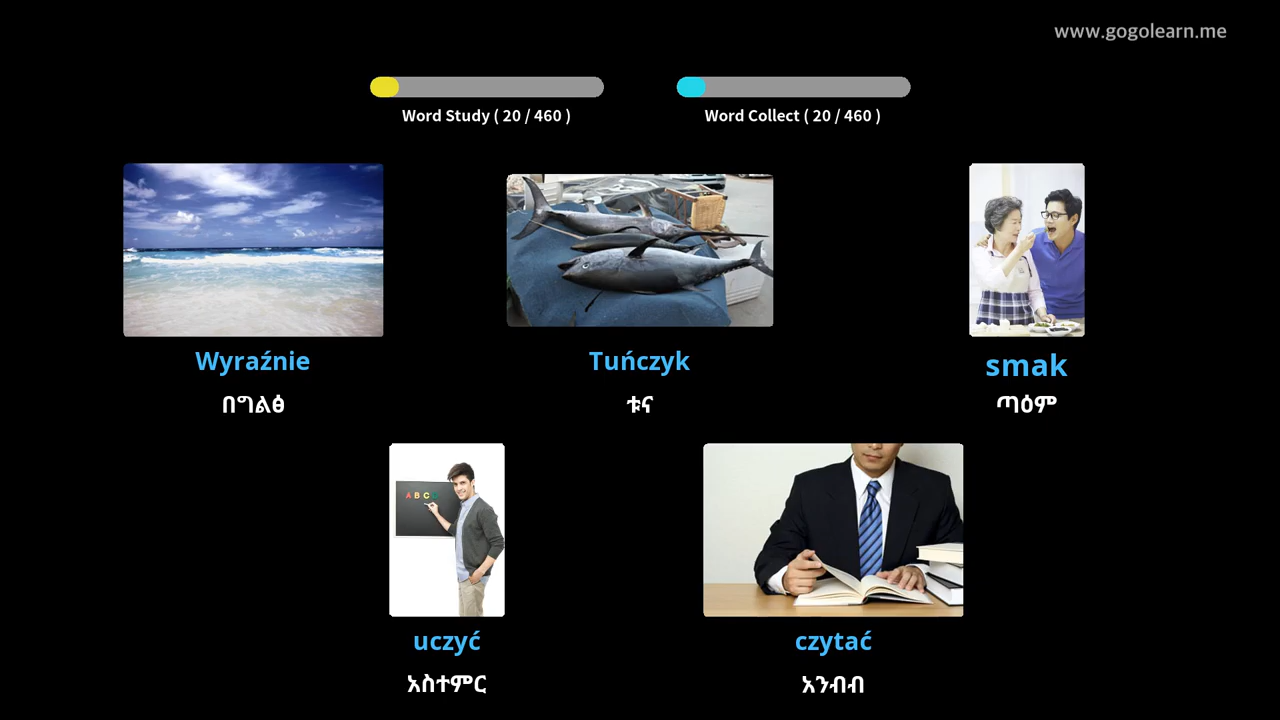 www.gogolearn.me
Word Study ( 20 / 460 )
Word Collect ( 20 / 460 )
Wyraźnie
በግልፅ
Tuńczyk
ቱና
smak
ጣዕም
A B C D
uczyć
አስተምር
czytać
አንብብ